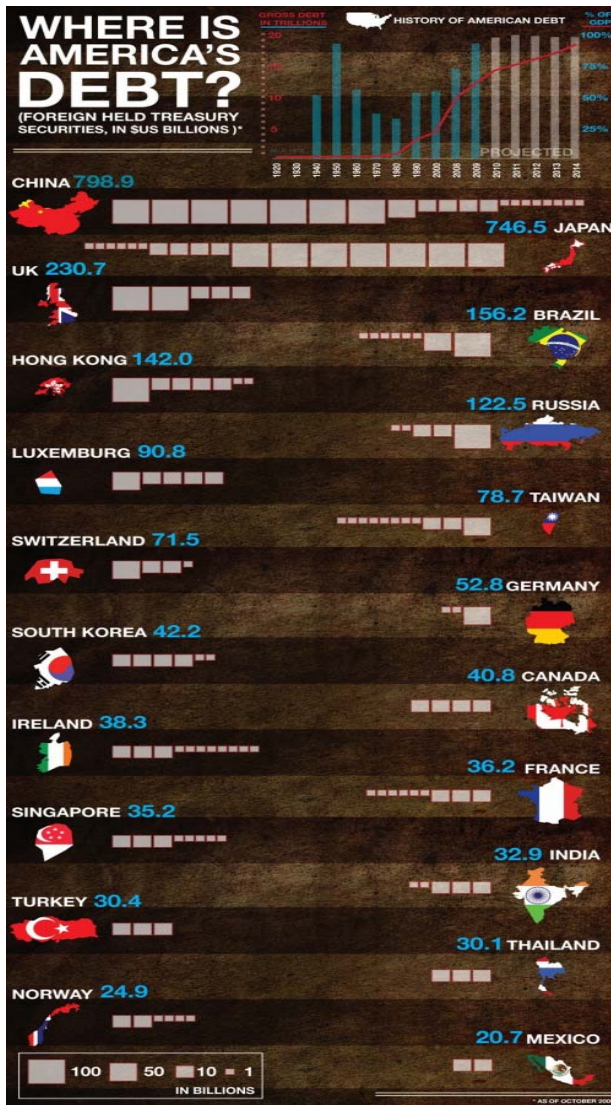 WHERE IS
AMERICA'S
DEBT?
(FOREIGN HELD TREASURY
SECURITIES, IN $US BILLIONS )*
GROSS DEBT
IN TRILLIONS
HISTORY OF AMERICAN DEBT
% OF
GDP
20
100%
75%
10
50%
5
25%
PROJECTED
1920 1930 1940 1950 1960 1970 1980 1990 2000 2008 2009 2010 2011 2012 2013 2014
CHINA 798.9
746.5 JAPAN
UK 230.7
156.2 BRAZIL
HONG KONG 142.0
122.5 RUSSIA
LUXEMBURG 90.8
78.7 TAIWAN
SWITZERLAND 71.5
52.8 GERMANY
SOUTH KOREA 42.2
40.8 CANADA
IRELAND 38.3
36.2 FRANCE
SINGAPORE 35.2
32.9 INDIA
TURKEY 30.4
30.1 THAILAND
NORWAY 24.9
20.7 MEXICO
100 50 10 1
IN BILLIONS
* AS OF OCTOBER 200